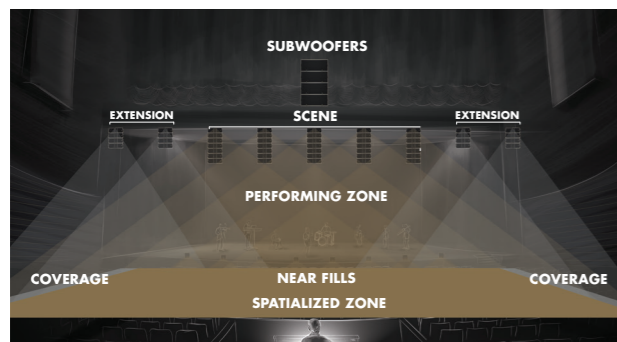 SUBWOOFERS
EXTENSION
SCENE
EXTENSION
PERFORMING ZONE
COVERAGE
NEAR FILLS
COVERAGE
SPATIALIZED ZONE